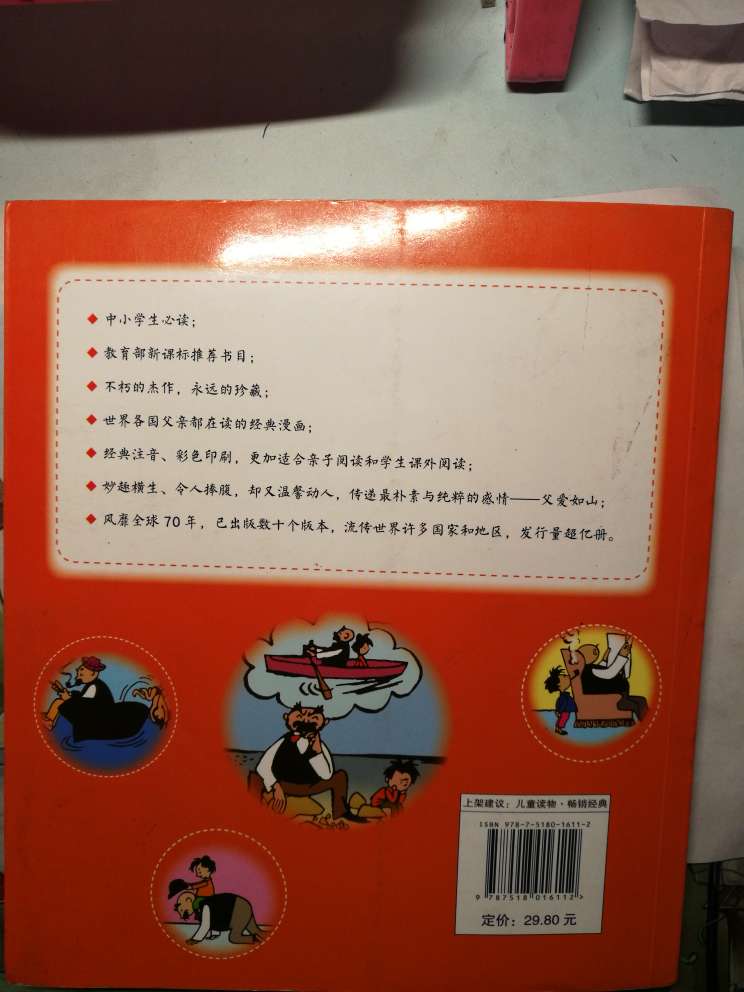 ◆ 中小学生必读；
◆ 教育部新课标推荐书目；
◆ 不朽的杰作，永远的珍藏；
◆ 世界各国父亲都在读的经典漫画；
◆ 经典注音、彩色印刷，更加适合亲子阅读和学生课外阅读；
◆ 妙趣横生、令人捧腹，却又温馨动人，传递最朴素与纯粹的感情——父爱如山；
◆ 风靡全球70年，已出版数十个版本，流传世界许多国家和地区，发行量超亿册。
上架建议：儿童读物·畅销经典
ISBN 978-7-5180-1611-2
9 787518 016112 >
定价：29.80 元